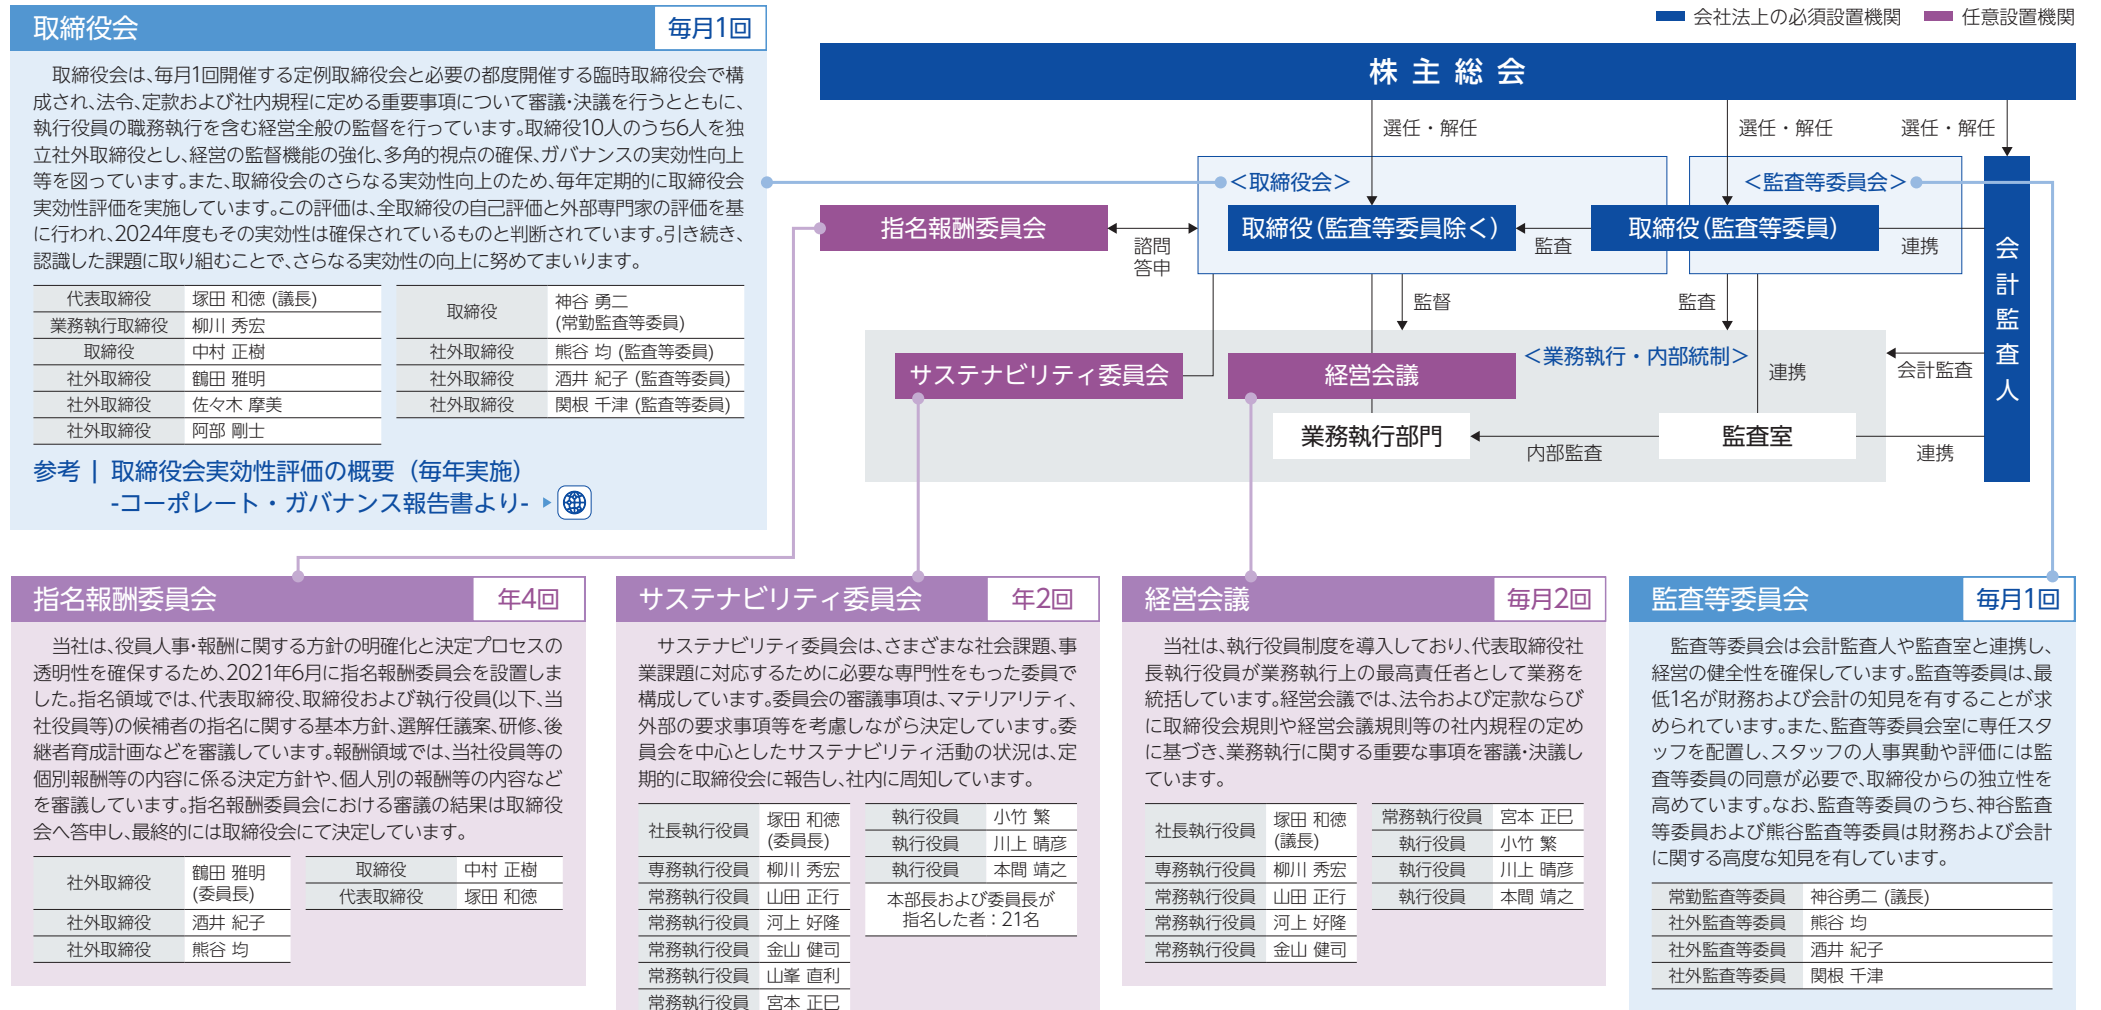 取締役会
毎月1回
取締役会は、毎月1回開催する定例取締役会と必要の都度開催する臨時取締役会で構
成され、法令、定款および社内規程に定める重要事項について審議・決議を行うとともに、
執行役員の職務執行を含む経営全般の監督を行っています。取締役10人のうち6人を独
立社外取締役とし、経営の監督機能の強化、多角的視点の確保、ガバナンスの実効性向上
等を図っています。また、取締役会のさらなる実効性向上のため、毎年定期的に取締役会
実効性評価を実施しています。この評価は、全取締役の自己評価と外部専門家の評価を基
に行われ、2024年度もその実効性は確保されているものと判断されています。引き続き、
認識した課題に取り組むことで、さらなる実効性の向上に努めてまいります。
代表取締役 塚田 和徳 (議長)
業務執行取締役 柳川 秀宏
取締役 中村 正樹
社外取締役 鶴田 雅明
社外取締役 佐々木 摩美
社外取締役 阿部 剛士
取締役 神谷 勇二
(常勤監査等委員)
社外取締役 熊谷 均 (監査等委員)
社外取締役 酒井 紀子 (監査等委員)
社外取締役 関根 千津 (監査等委員)
参考 | 取締役会実効性評価の概要（毎年実施）
-コーポレート・ガバナンス報告書より-
会社法上の必須設置機関 任意設置機関
株主総会
選任・解任 選任・解任 選任・解任
＜取締役会＞ ＜監査等委員会＞
指名報酬委員会
諮問
答申
取締役（監査等委員除く）
監査
取締役（監査等委員）
連携
会計監査人
監督 監査
＜業務執行・内部統制＞
サステナビリティ委員会
経営会議
連携
会計監査
業務執行部門
内部監査
監査室
連携
指名報酬委員会
年4回
当社は、役員人事・報酬に関する方針の明確化と決定プロセスの
透明性を確保するため、2021年6月に指名報酬委員会を設置しま
した。指名領域では、代表取締役、取締役および執行役員(以下、当
社役員等)の候補者の指名に関する基本方針、選解任議案、研修、後
継者育成計画などを審議しています。報酬領域では、当社役員等の
個別報酬等の内容に係る決定方針や、個人別の報酬等の内容など
を審議しています。指名報酬委員会における審議の結果は取締役
会へ答申し、最終的には取締役会にて決定しています。
社外取締役 鶴田 雅明
(委員長)
社外取締役 酒井 紀子
社外取締役 熊谷 均
取締役 中村 正樹
代表取締役 塚田 和徳
サステナビリティ委員会
年2回
サステナビリティ委員会は、さまざまな社会課題、事
業課題に対応するために必要な専門性をもった委員で
構成しています。委員会の審議事項は、マテリアリティ、
外部の要求事項等を考慮しながら決定しています。委
員会を中心としたサステナビリティ活動の状況は、定
期的に取締役会に報告し、社内に周知しています。
社長執行役員 塚田 和徳
(委員長)
専務執行役員 柳川 秀宏
常務執行役員 山田 正行
常務執行役員 河上 好隆
常務執行役員 金山 健司
常務執行役員 山峯 直利
常務執行役員 宮本 正巳
執行役員 小竹 繁
執行役員 川上 晴彦
執行役員 本間 靖之
本部長および委員長が
指名した者：21名
経営会議
毎月2回
当社は、執行役員制度を導入しており、代表取締役社
長執行役員が業務執行上の最高責任者として業務を
統括しています。経営会議では、法令および定款ならび
に取締役会規則や経営会議規則等の社内規程の定め
に基づき、業務執行に関する重要な事項を審議・決議し
ています。
社長執行役員 塚田 和徳
(議長)
専務執行役員 柳川 秀宏
常務執行役員 山田 正行
常務執行役員 河上 好隆
常務執行役員 金山 健司
常務執行役員 宮本 正巳
執行役員 小竹 繁
執行役員 川上 晴彦
執行役員 本間 靖之
監査等委員会
毎月1回
監査等委員会は会計監査人や監査室と連携し、
経営の健全性を確保しています。監査等委員は、最
低1名が財務および会計の知見を有することが求
められています。また、監査等委員会室に専任スタ
ッフを配置し、スタッフの人事異動や評価には監
査等委員の同意が必要で、取締役からの独立性を
高めています。なお、監査等委員のうち、神谷監査
等委員および熊谷監査等委員は財務および会計
に関する高度な知見を有しています。
常勤監査等委員 神谷勇二 (議長)
社外監査等委員 熊谷 均
社外監査等委員 酒井 紀子
社外監査等委員 関根 千津